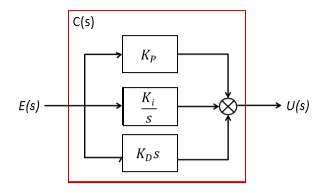 C(s)
K_P
E(s)
K_i
s
U(s)
K_D s